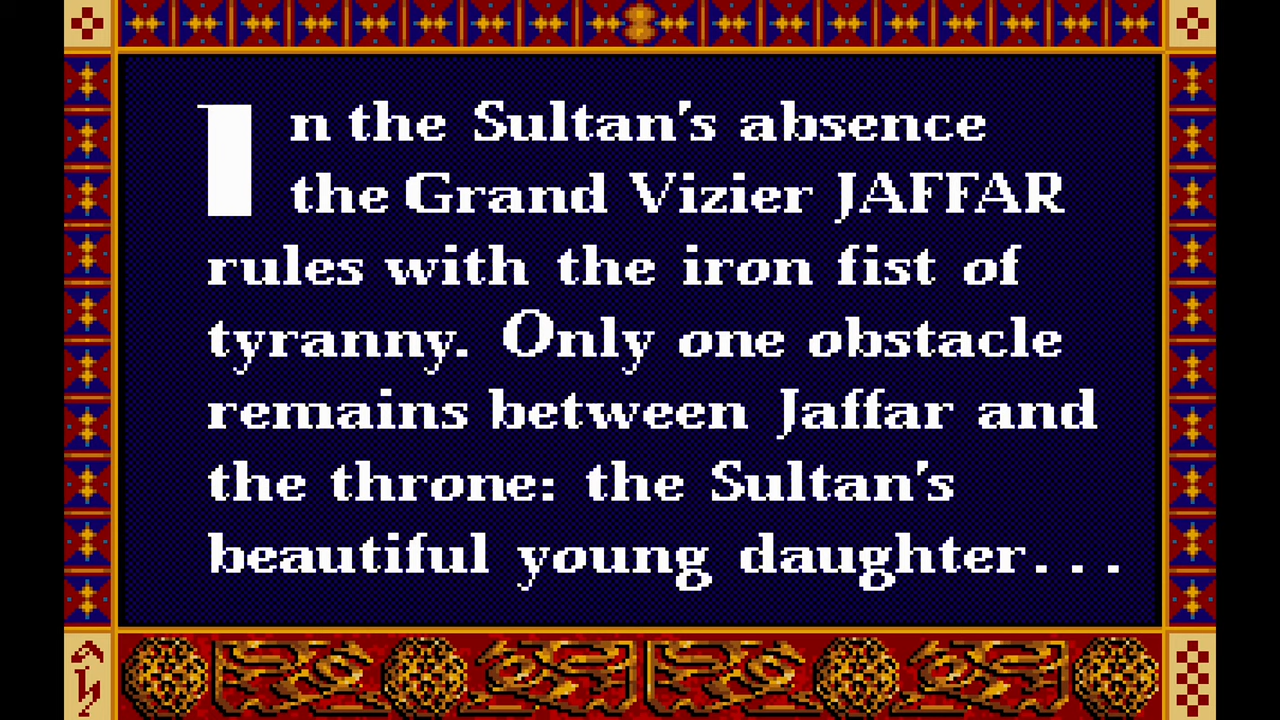 In the Sultan's absence
the Grand Vizier JAFFAR
rules with the iron fist of
tyranny. Only one obstacle
remains between Jaffar and
the throne: the Sultan's
beautiful young daughter...